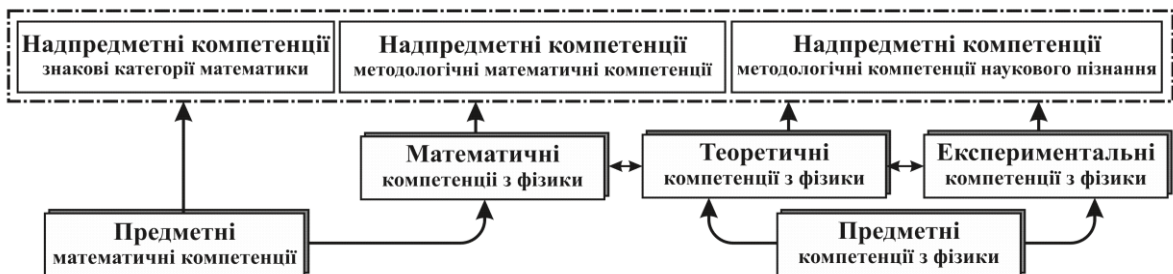 Надпредметні компетенції
знакові категорії математики
Надпредметні компетенції
методологічні математичні компетенції
Надпредметні компетенції
методологічні компетенції наукового пізнання
Математичні
компетенціі з фізики
Теоретичні
компетенції з фізики
Експериментальні
компетенції з фізики
Предметні
математичні компетенції
Предметні
компетенції з фізики